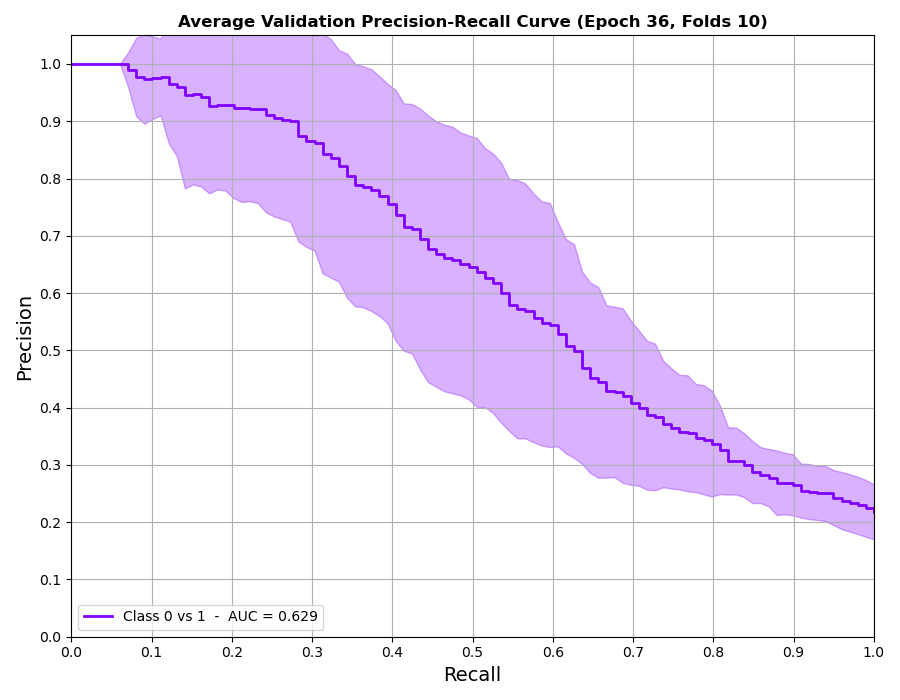 Average Validation Precision-Recall Curve (Epoch 36, Folds 10)
Precision
1.0
0.9
0.8
0.7
0.6
0.5
0.4
0.3
0.2
0.1
0.0
Class 0 vs 1 - AUC = 0.629
0.0 0.1 0.2 0.3 0.4 0.5 0.6 0.7 0.8 0.9 1.0
Recall